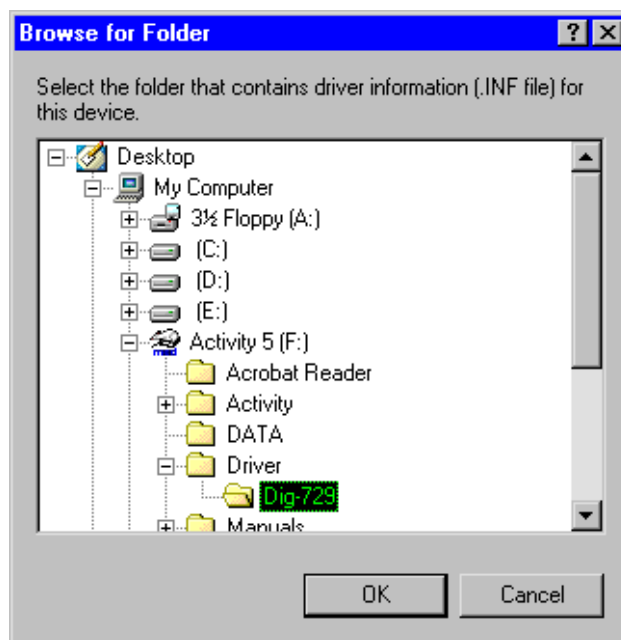 Browse for Folder
Select the folder that contains driver information (.INF file) for
this device.
Desktop
My Computer
3½ Floppy (A:)
(C:)
(D:)
(E:)
Activity 5 (F:)
Acrobat Reader
Activity
DATA
Driver
Dig-729
Manuals
OK
Cancel